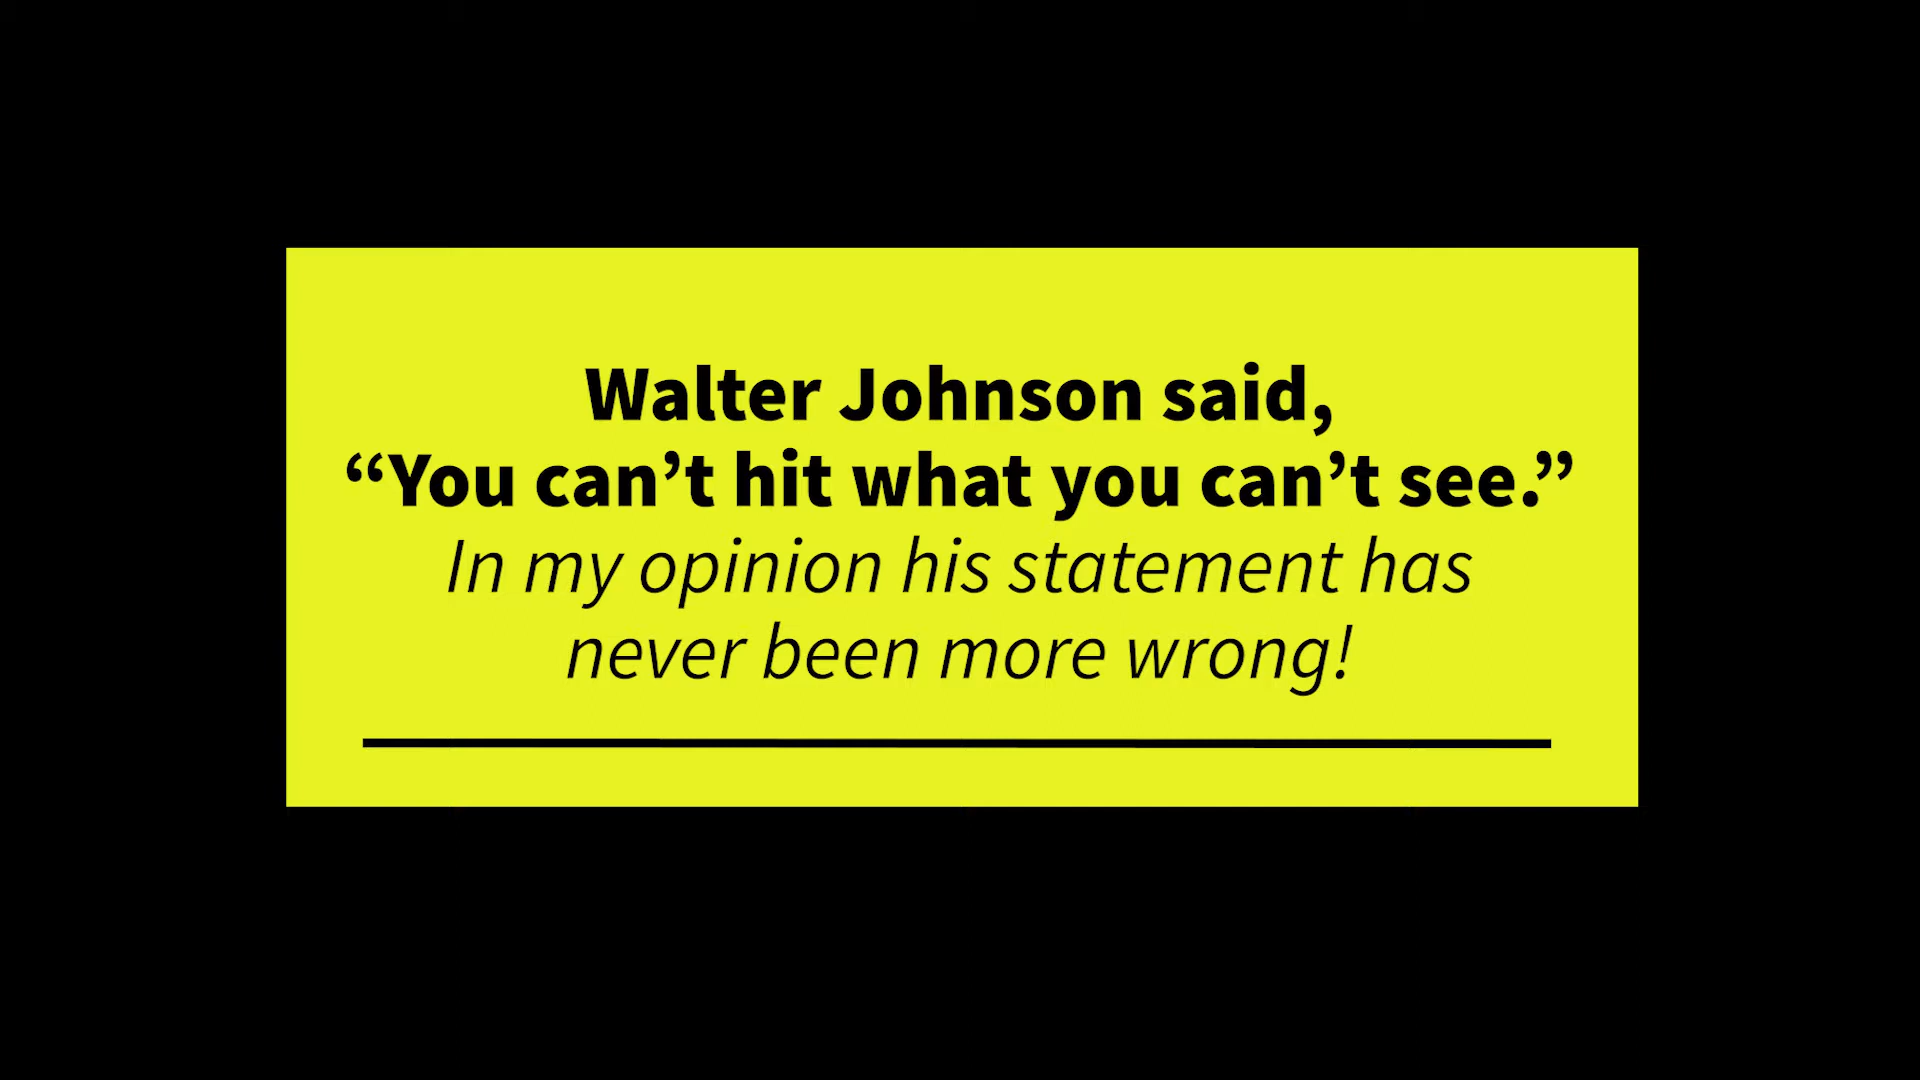 Walter Johnson said,
“You can’t hit what you can’t see.”
In my opinion his statement has
never been more wrong!